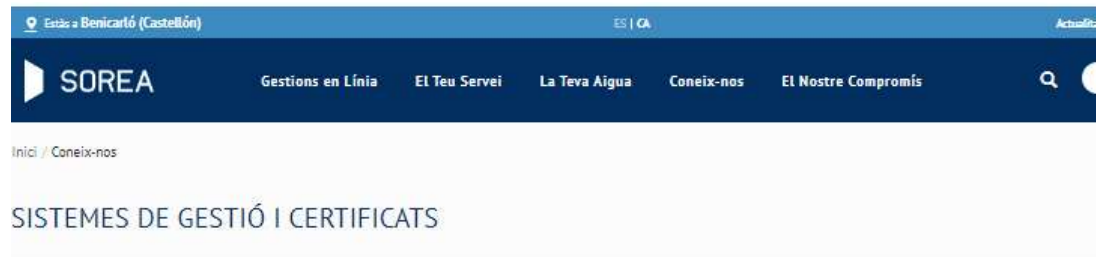 Estàs a Benicarló (Castellón) ES | CA
SOREA Gestions en Línia El Teu Servei La Teva Aigua Coneix-nos El Nostre Compromís
Inici / Coneix-nos
SISTEMES DE GESTIÓ I CERTIFICATS